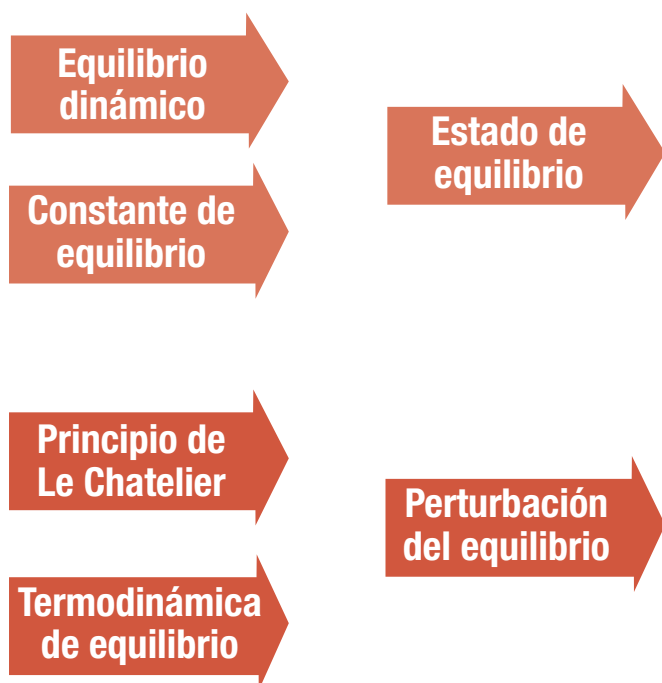 Equilibrio
dinámico
Estado de
equilibrio
Constante de
equilibrio
Principio de
Le Chatelier
Perturbación
del equilibrio
Termodinámica
de equilibrio